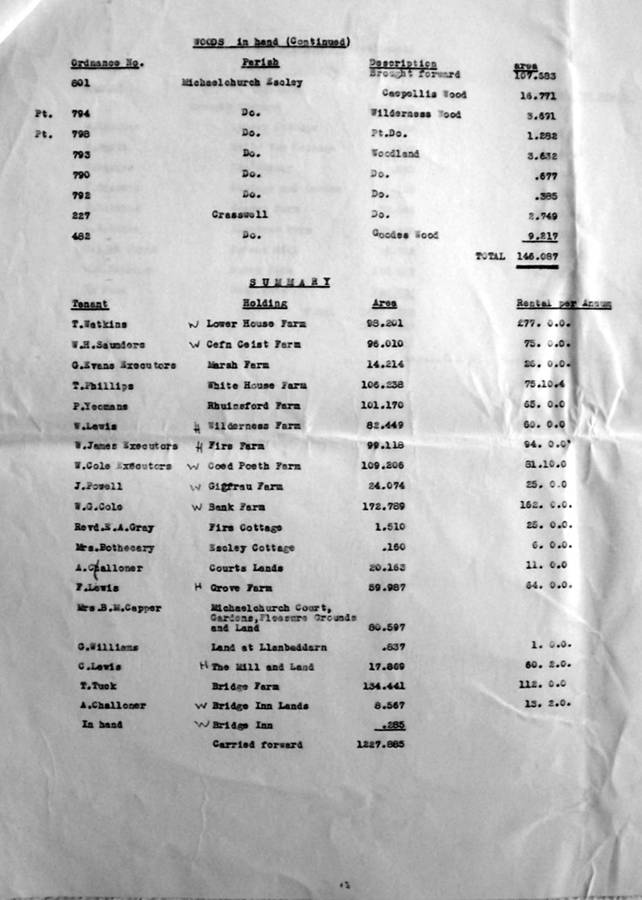 WOODS in hand (Continued)
Ordnance No. Parish Description area
Brought forward 107.583
801 Michaelchurch Escley Caepollis Wood 16.771
Pt. 794 Do. Wilderness Wood 3.691
Pt. 798 Do. Pt.Do. 1.282
793 Do. Woodland 3.632
790 Do. Do. .677
792 Do. Do. .385
227 Crasswell Do. 2.749
482 Do. Goodes Wood 9.217
TOTAL 146.087
SUMMARY
Tenant Holding Area Rental per Annum
T.Watkins W Lower House Farm 98.201 £77. 0.0.
W.H.Saunders W Cefn Geist Farm 96.010 75. 0.0.
G.Evans Executors Marsh Farm 14.214 26. 0.0.
T.Phillips White House Farm 106.238 75.10.4
P.Yeomans Farm 101.170 65. 0.0
W.Lewis H Wilderness Farm 82.449 60. 0.0
W.James Executors H Firs Farm 99.118 94. 0.0
W.Cole Executors W Coed Poeth Farm 109.206 81.10.0
J.Powell W Gigfrau Farm 24.074 25. 0.0
W.G.Cole W Bank Farm 172.789 162. 0.0.
Revd.E.A.Gray Firs Cottage 1.510 25. 0.0.
Mrs.Bothecary Escley Cottage .160 6. 0.0.
A.Challoner Courts Lands 20.163 11. 0.0
F.Lewis H Grove Farm 59.987 64. 0.0.
Mrs.B.M.Capper Michaelchurch Court,
Gardens,Pleasure Grounds
and Land 80.597
G.Williams Land at Llanbeddarn .837 1. 0.0.
C.Lewis H The Mill and Land 17.869 60. 2.0.
T.Tuck Bridge Farm 134.441 112. 0.0
A.Challoner W Bridge Inn Lands 8.567 13. 2.0.
In hand W Bridge Inn .285
Carried forward 1227.885